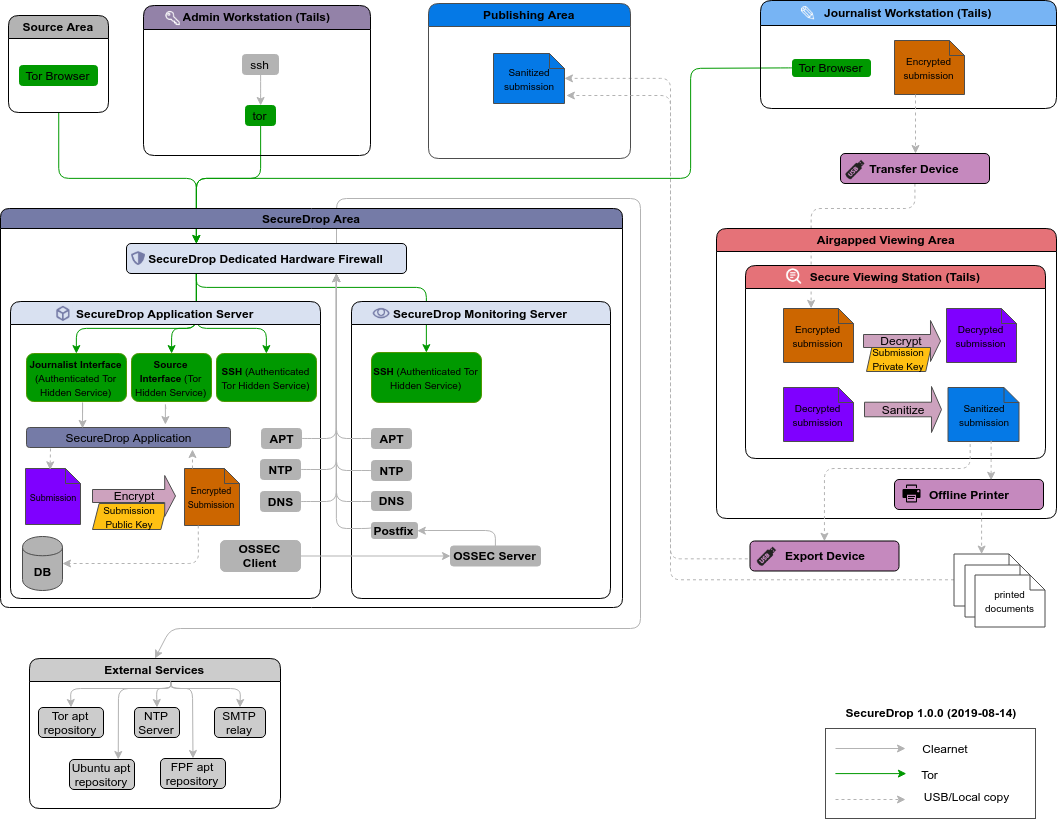 Source Area
Tor Browser
Admin Workstation (Tails)
ssh
tor
Publishing Area
Sanitized
submission
Journalist Workstation (Tails)
Tor Browser
Encrypted
submission
Transfer Device
SecureDrop Area
SecureDrop Dedicated Hardware Firewall
SecureDrop Application Server
Journalist Interface
(Authenticated Tor
Hidden Service)
Source
Interface (Tor
Hidden Service)
SSH (Authenticated
Tor Hidden Service)
SecureDrop Application
Submission
Encrypt
Submission
Public Key
Encrypted
Submission
DB
APT
NTP
DNS
OSSEC
Client
SecureDrop Monitoring Server
SSH (Authenticated Tor
Hidden Service)
APT
NTP
DNS
Postfix
OSSEC Server
Airgapped Viewing Area
Secure Viewing Station (Tails)
Encrypted
submission
Decrypt
Submission
Private Key
Decrypted
submission
Decrypted
submission
Sanitize
Sanitized
submission
Offline Printer
Export Device
printed
documents
External Services
Tor apt
repository
NTP
Server
SMTP
relay
Ubuntu apt
repository
FPF apt
repository
SecureDrop 1.0.0 (2019-08-14)
Clearnet
Tor
USB/Local copy